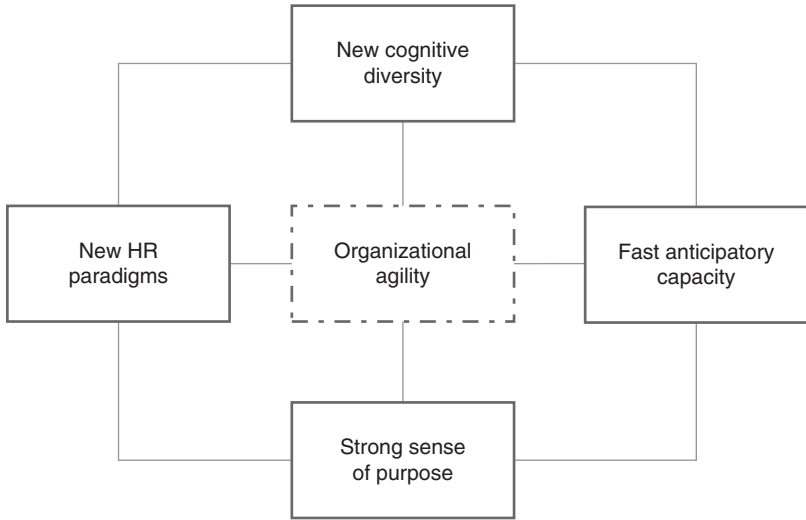 New cognitive
diversity
New HR
paradigms
Organizational
agility
Fast anticipatory
capacity
Strong sense
of purpose